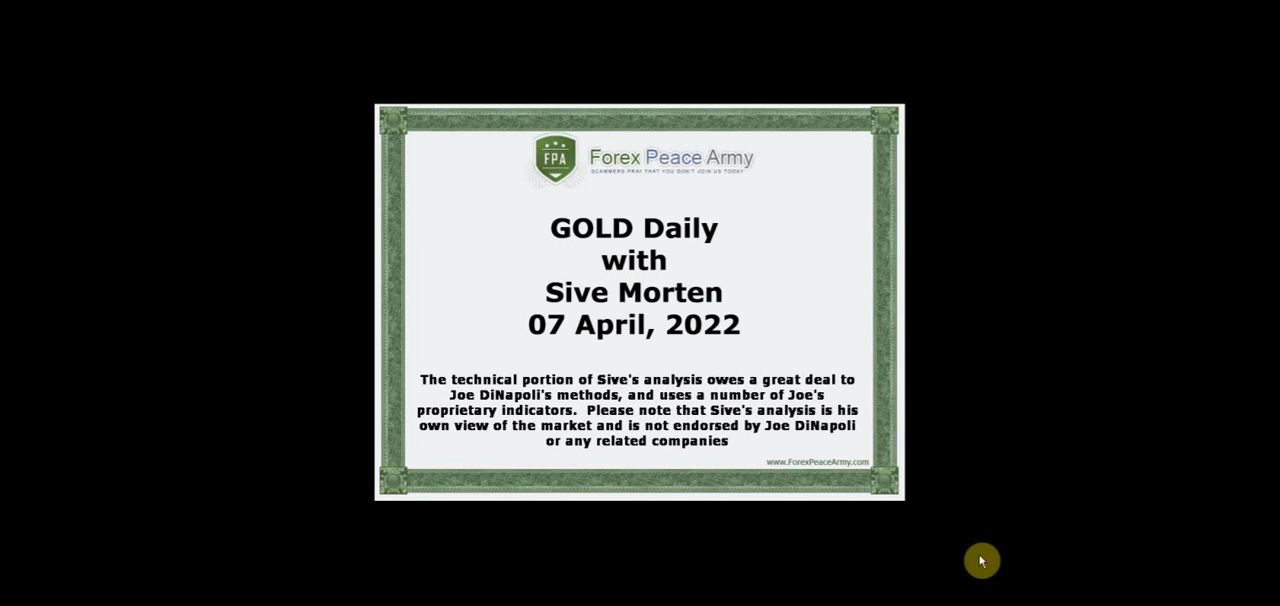 FPA
Forex Peace Army
SCAMMERS PRAY THAT YOU DON'T JOIN US TODAY
GOLD Daily
with
Sive Morten
07 April, 2022
The technical portion of Sive's analysis owes a great deal to
Joe DiNapoli's methods, and uses a number of Joe's
proprietary indicators.  Please note that Sive's analysis is his
own view of the market and is not endorsed by Joe DiNapoli
or any related companies
www.ForexPeaceArmy.com